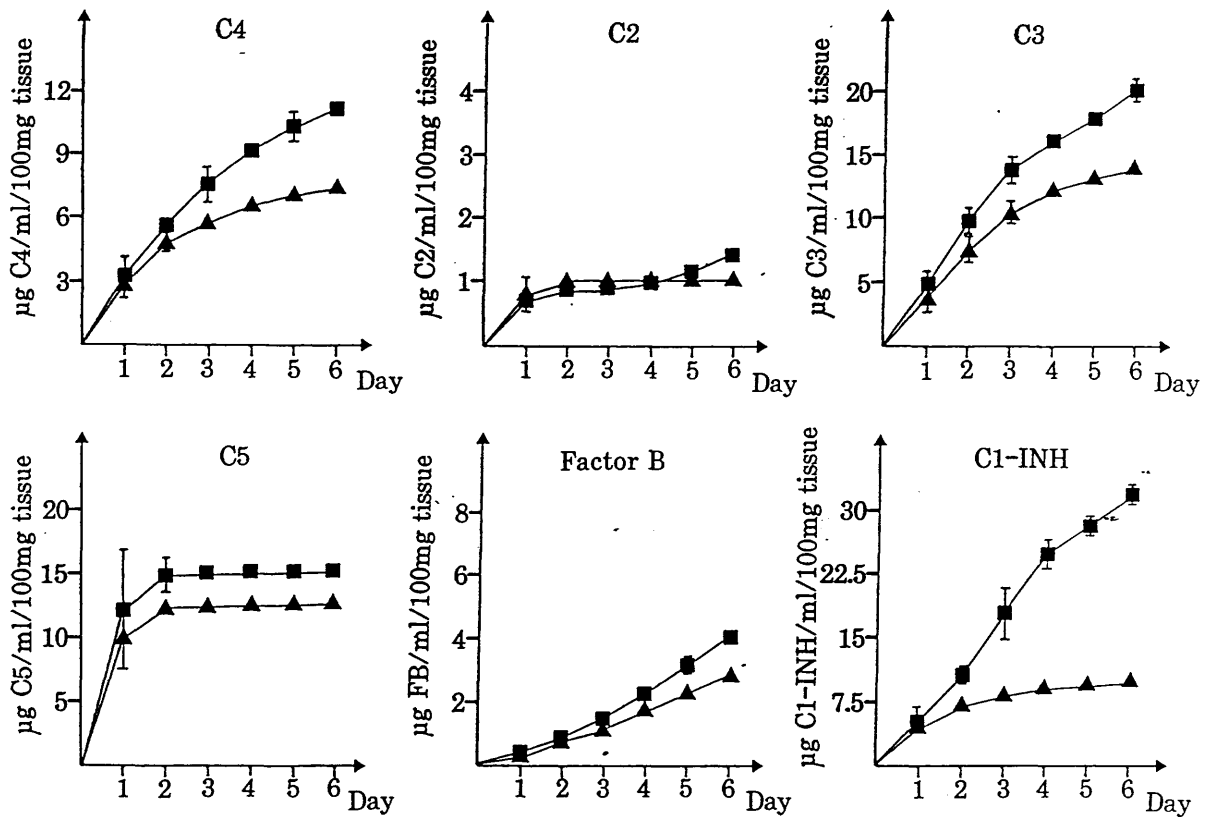 C4
µg C4/ml/100mg tissue
12
9
6
3
1 2 3 4 5 6
Day
C2
µg C2/ml/100mg tissue
4
3
2
1
1 2 3 4 5 6
Day
C3
µg C3/ml/100mg tissue
20
15
10
5
1 2 3 4 5 6
Day
C5
µg C5/ml/100mg tissue
20
15
10
5
1 2 3 4 5 6
Day
Factor B
µg FB/ml/100mg tissue
8
6
4
2
1 2 3 4 5 6
Day
C1-INH
µg C1-INH/ml/100mg tissue
30
22.5
15
7.5
1 2 3 4 5 6
Day